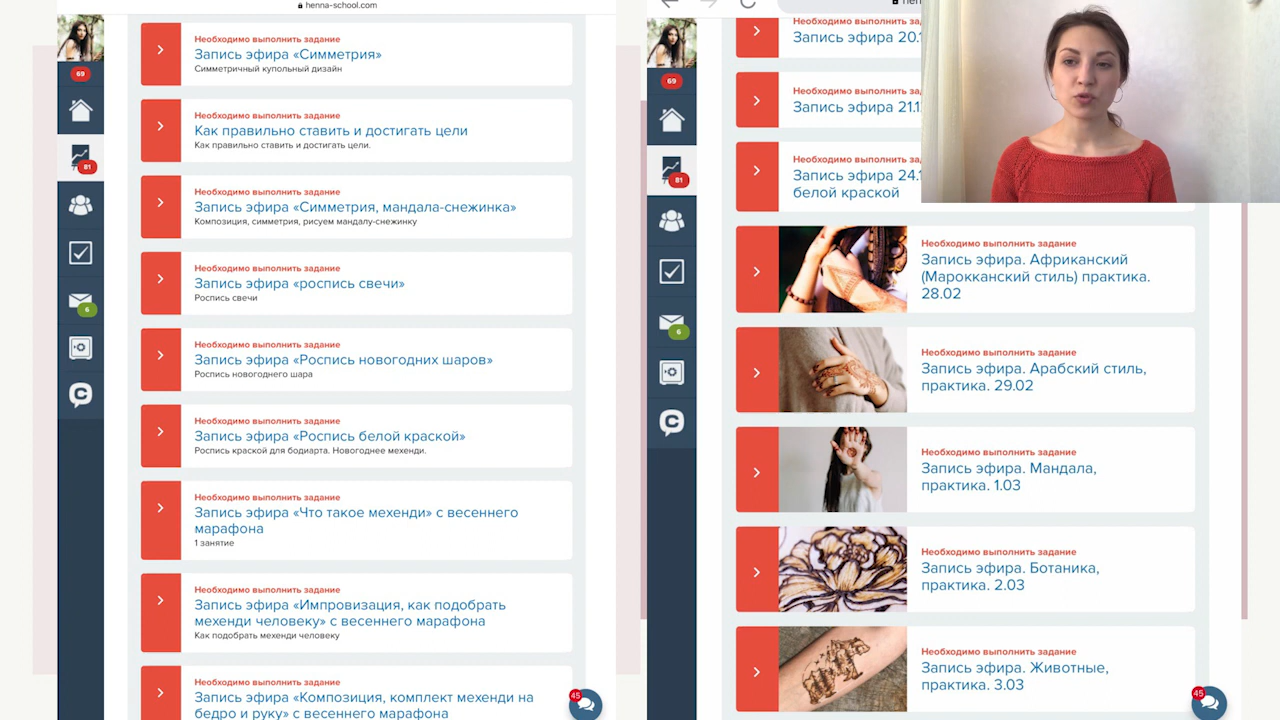 henna-school.com
69
81
6
Необходимо выполнить задание
Запись эфира «Симметрия»
Симметричный купольный дизайн
Необходимо выполнить задание
Как правильно ставить и достигать цели
Как правильно ставить и достигать цели.
Необходимо выполнить задание
Запись эфира «Симметрия, мандала-снежинка»
Композиция, симметрия, рисуем мандалу-снежинку
Необходимо выполнить задание
Запись эфира «роспись свечи»
Роспись свечи
Необходимо выполнить задание
Запись эфира «Роспись новогодних шаров»
Роспись новогоднего шара
Необходимо выполнить задание
Запись эфира «Роспись белой краской»
Роспись краской для бодиарта. Новогоднее мехенди.
Необходимо выполнить задание
Запись эфира «Что такое мехенди» с весеннего
марафона
1 занятие
Необходимо выполнить задание
Запись эфира «Импровизация, как подобрать
мехенди человеку» с весеннего марафона
Как подобрать мехенди человеку
Необходимо выполнить задание
Запись эфира «Композиция, комплект мехенди на
бедро и руку» с весеннего марафона
45
69
81
6
Необходимо выполнить
Запись эфира 20.
Необходимо выполнить
Запись эфира 21.
Необходимо выполнить
Запись эфира 24.
белой краской
Необходимо выполнить задание
Запись эфира. Африканский
(Марокканский стиль) практика.
28.02
Необходимо выполнить задание
Запись эфира. Арабский стиль,
практика. 29.02
Необходимо выполнить задание
Запись эфира. Мандала,
практика. 1.03
Необходимо выполнить задание
Запись эфира. Ботаника,
практика. 2.03
Необходимо выполнить задание
Запись эфира. Животные,
практика. 3.03
45